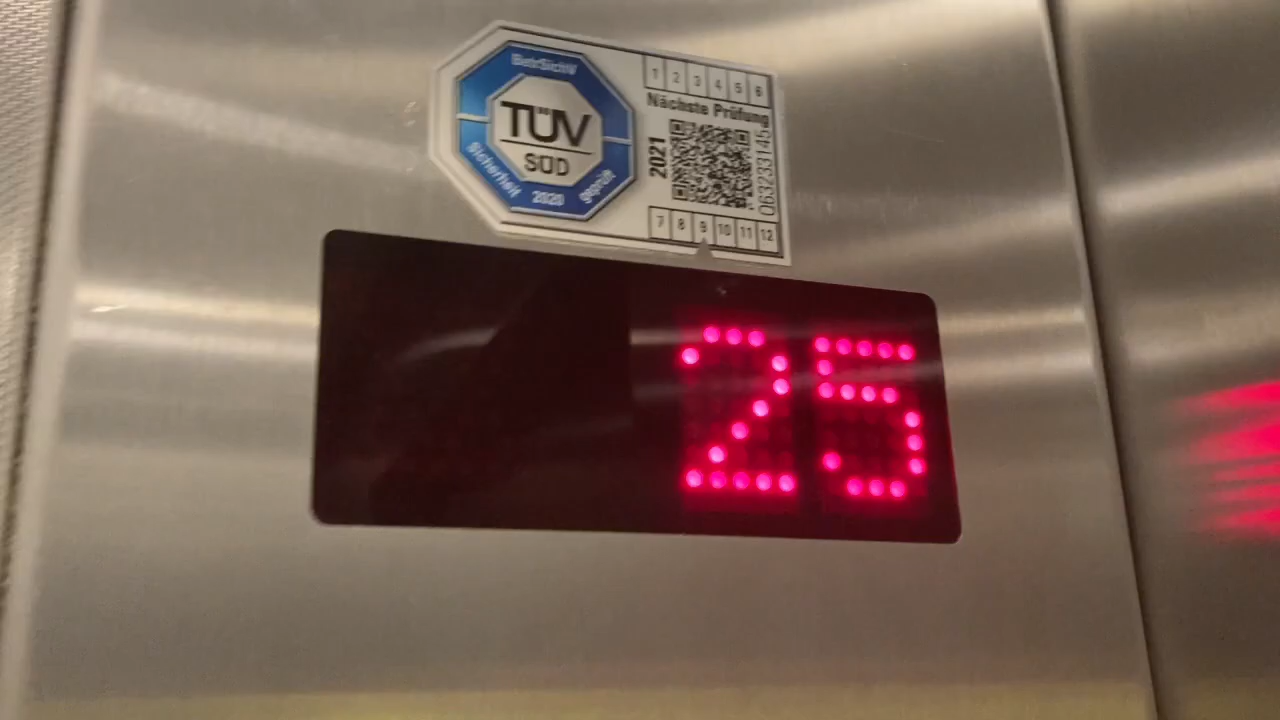 BetrSichV
TÜV
SÜD
Sicherheit 2020 geprüft
1 2 3 4 5 6
Nächste Prüfung
2021
063233145
7 8 9 10 11 12
25